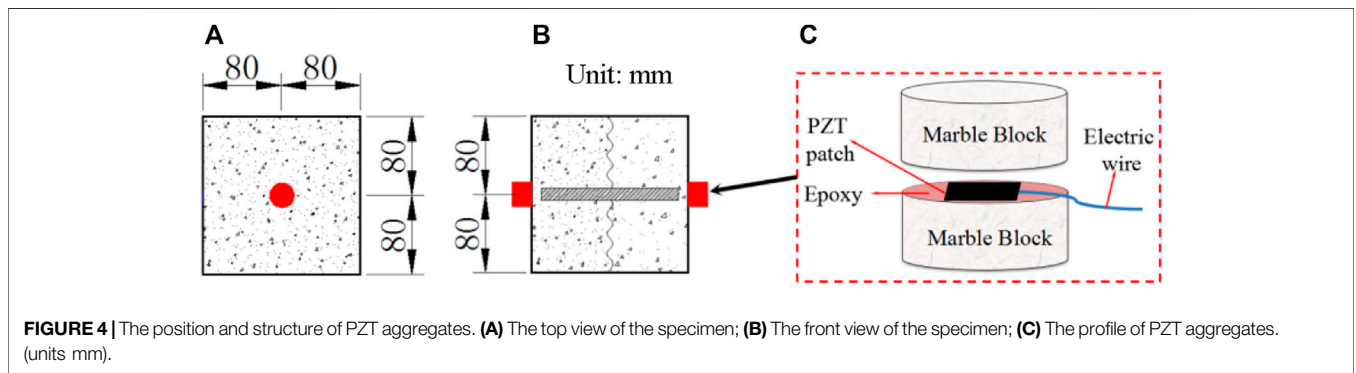 A
80 80
80
80
B
Unit: mm
80
80
C
Marble Block
PZT
patch
Electric
wire
Epoxy
Marble Block
FIGURE 4 | The position and structure of PZT aggregates. (A) The top view of the specimen; (B) The front view of the specimen; (C) The profile of PZT aggregates.
(units mm).